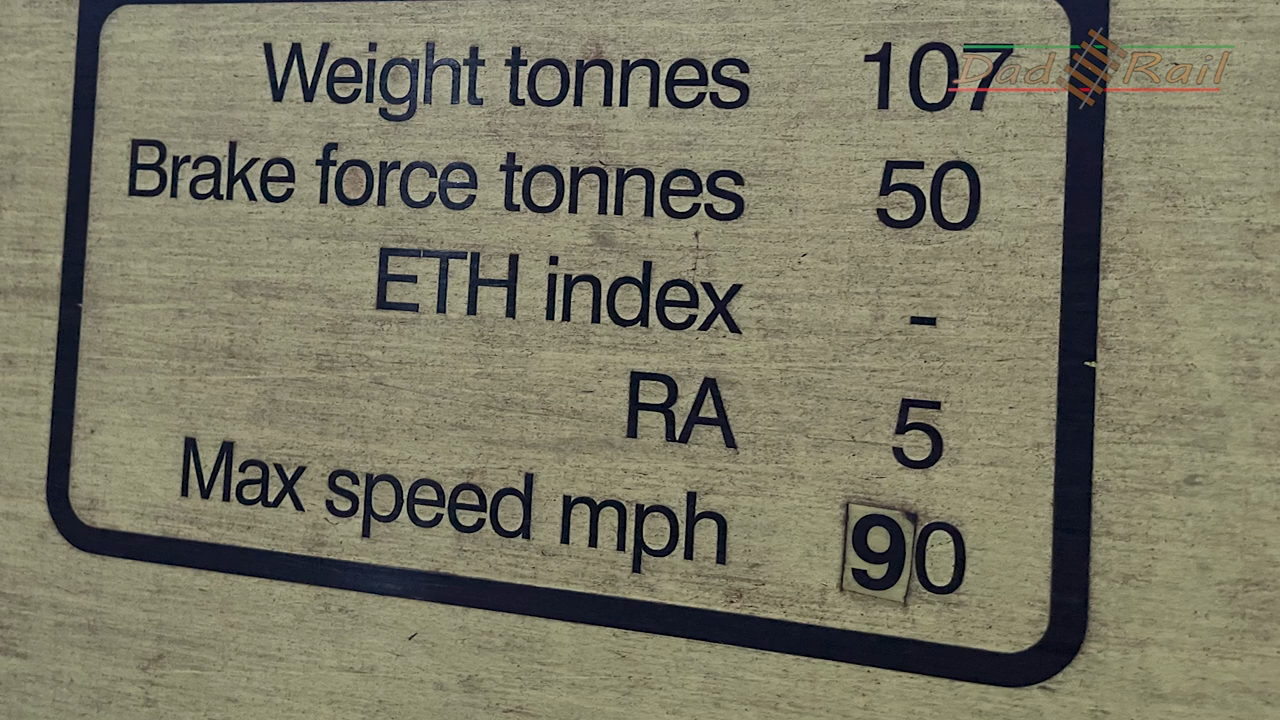 Weight tonnes 107
Dad Rail
Brake force tonnes 50
ETH index -
RA 5
Max speed mph 90